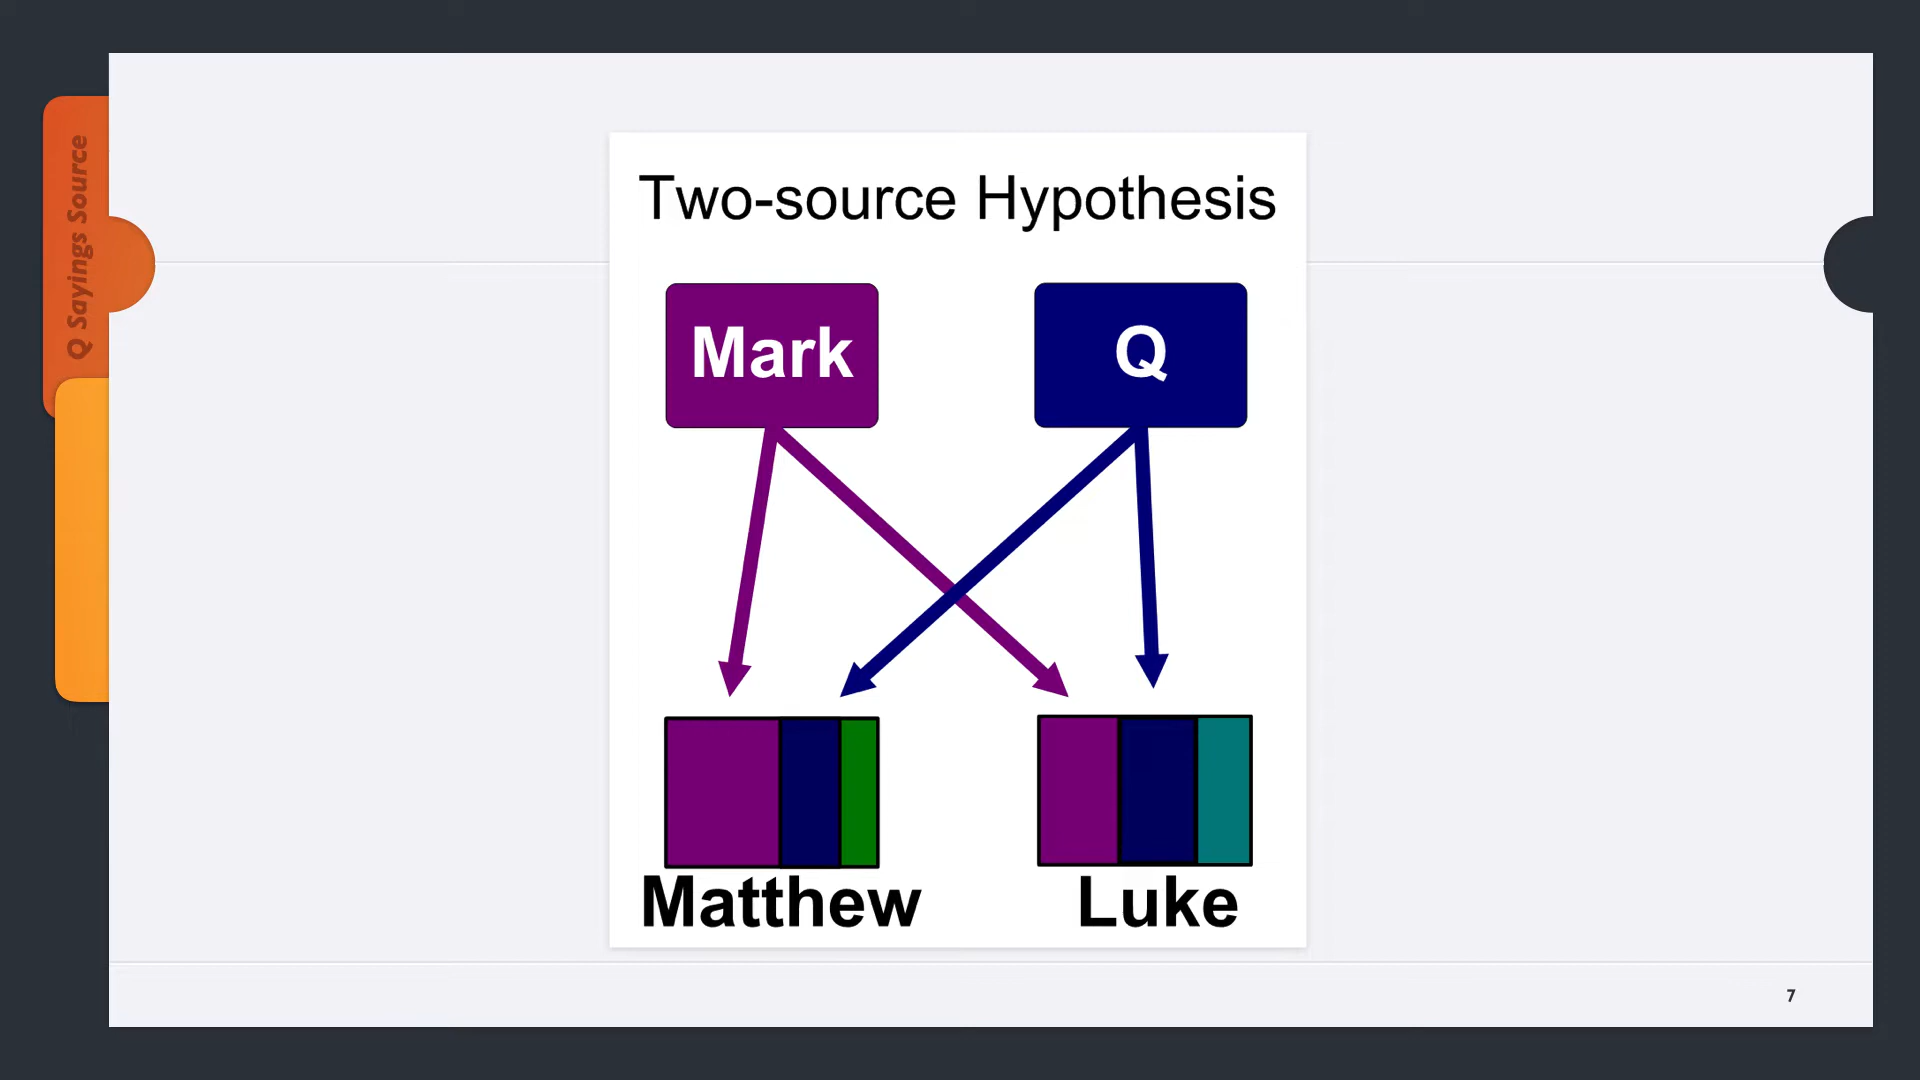 Q Sayings Source
Two-source Hypothesis
Mark
Q
Matthew
Luke
7